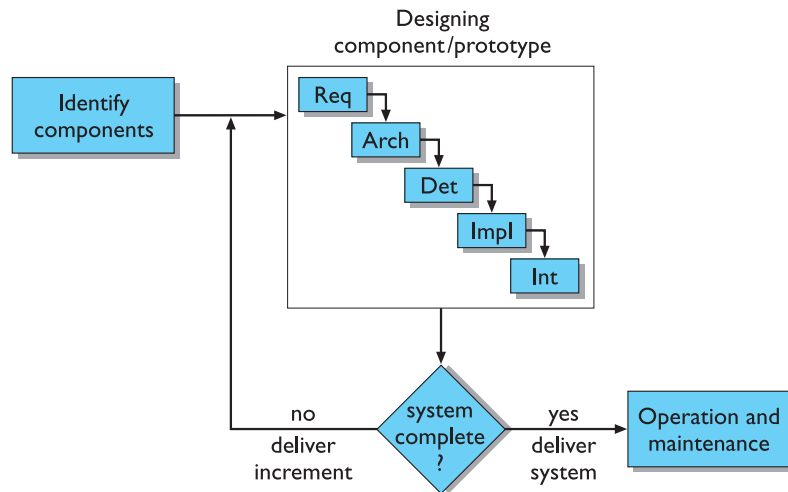 Designing
component/prototype
Identify
components
Req
Arch
Det
Impl
Int
system
complete
?
no
deliver
increment
yes
deliver
system
Operation and
maintenance